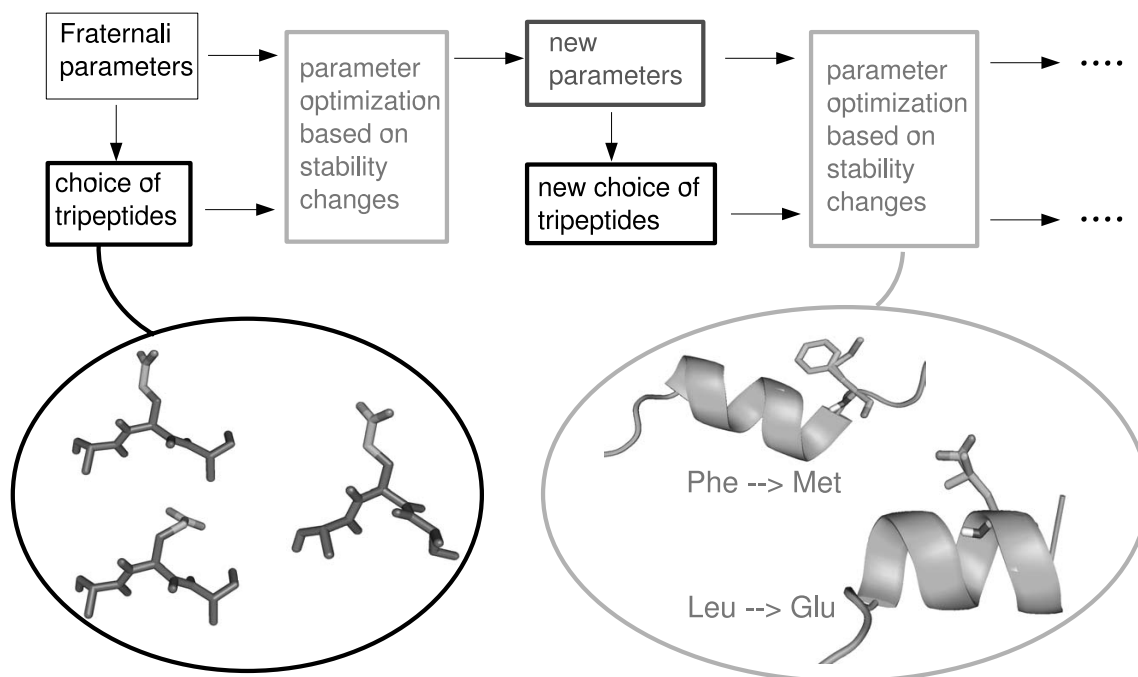 Fraternali
parameters
choice of
tripeptides
parameter
optimization
based on
stability
changes
new
parameters
new choice of
tripeptides
parameter
optimization
based on
stability
changes
....
....
Phe --> Met
Leu --> Glu